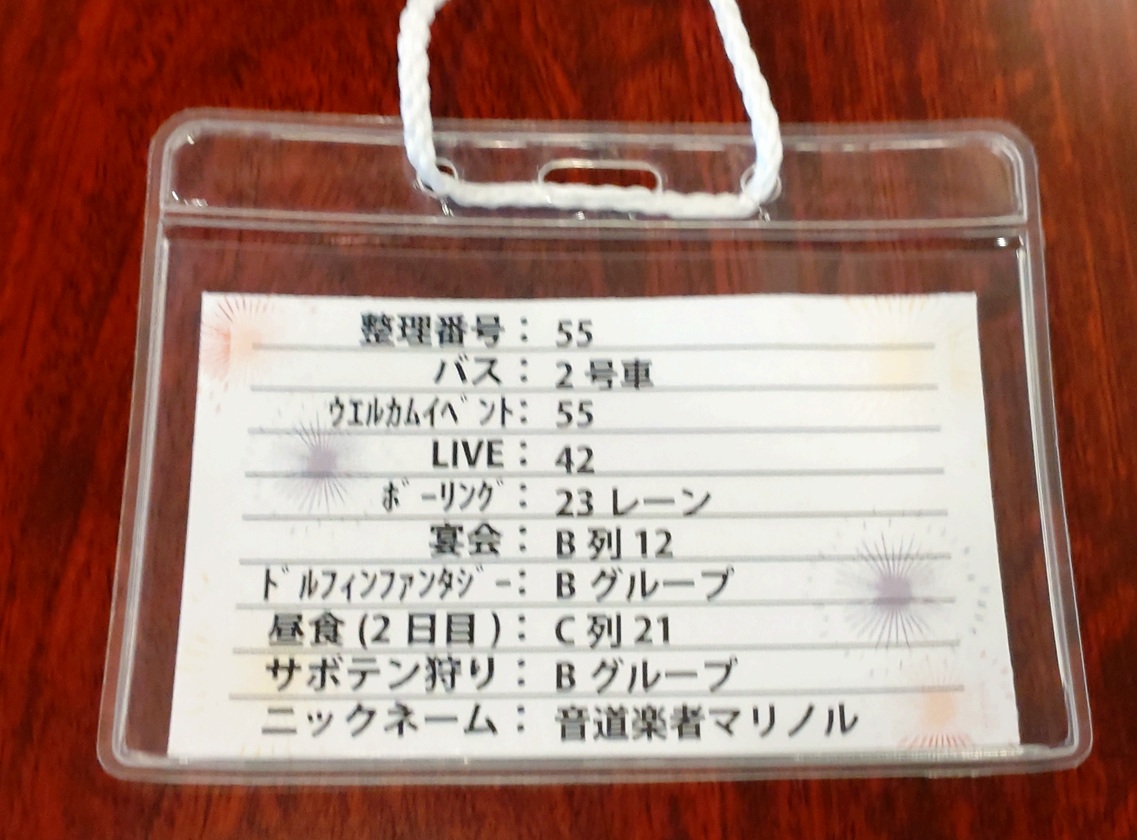 整理番号： 55
バス： 2 号車
ｳｴﾙｶﾑｲﾍﾞﾝﾄ： 55
LIVE： 42
ﾎﾞｰﾘﾝｸﾞ： 23 レーン
宴会： B 列 12
ﾄﾞﾙﾌｨﾝﾌｧﾝﾀｼﾞｰ： B グループ
昼食 (2 日目 )： C 列 21
サボテン狩り： B グループ
ニックネーム： 音道楽者マリノル